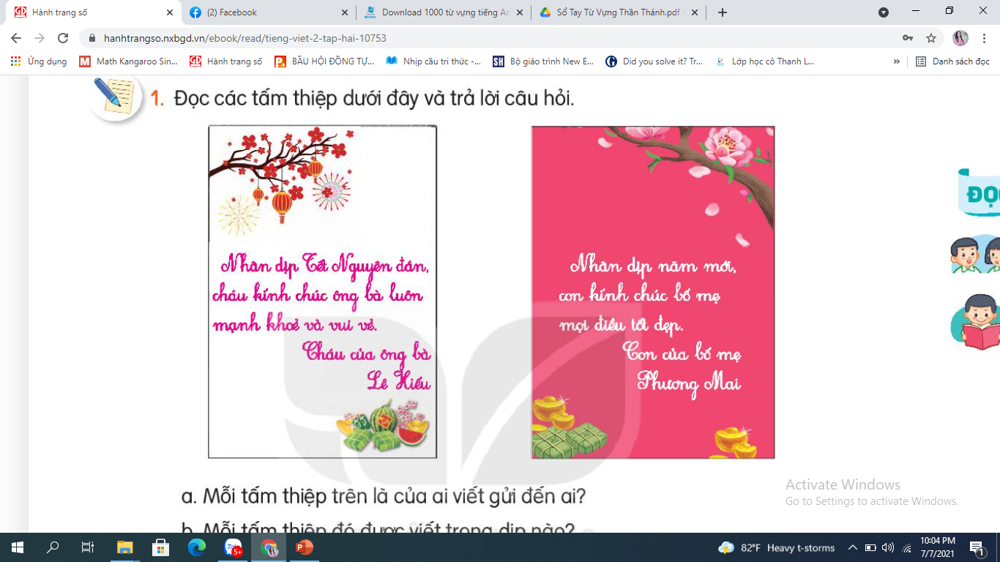 Hành trang số
(2) Facebook
Download 1000 từ vựng tiếng An
Sổ Tay Từ Vựng Thần Thánh.pdf
hanhtrangso.nxbgd.vn/ebook/read/tieng-viet-2-tap-hai-10753
Ứng dụng
Math Kangaroo Sin...
Hành trang số
BẦU HỘI ĐỒNG TỰ...
Nhịp cầu tri thức -...
Bộ giáo trình New E...
Did you solve it? Tr...
Lớp học cô Thanh L...
»
Danh sách đọc
1. Đọc các tấm thiệp dưới đây và trả lời câu hỏi.
Nhân dịp Tết Nguyên đán,
cháu kính chúc ông bà luôn
mạnh khoẻ và vui vẻ.
Cháu của ông bà
Lê Hiếu
Nhân dịp năm mới,
con kính chúc bố mẹ
mọi điều tốt đẹp.
Con của bố mẹ
Phương Mai
ĐỌ
a. Mỗi tấm thiệp trên là của ai viết gửi đến ai?
b. Mỗi tấm thiệp đó được viết trong dịp nào?
Activate Windows
Go to Settings to activate Windows.
82°F Heavy t-storms
10:04 PM
7/7/2021